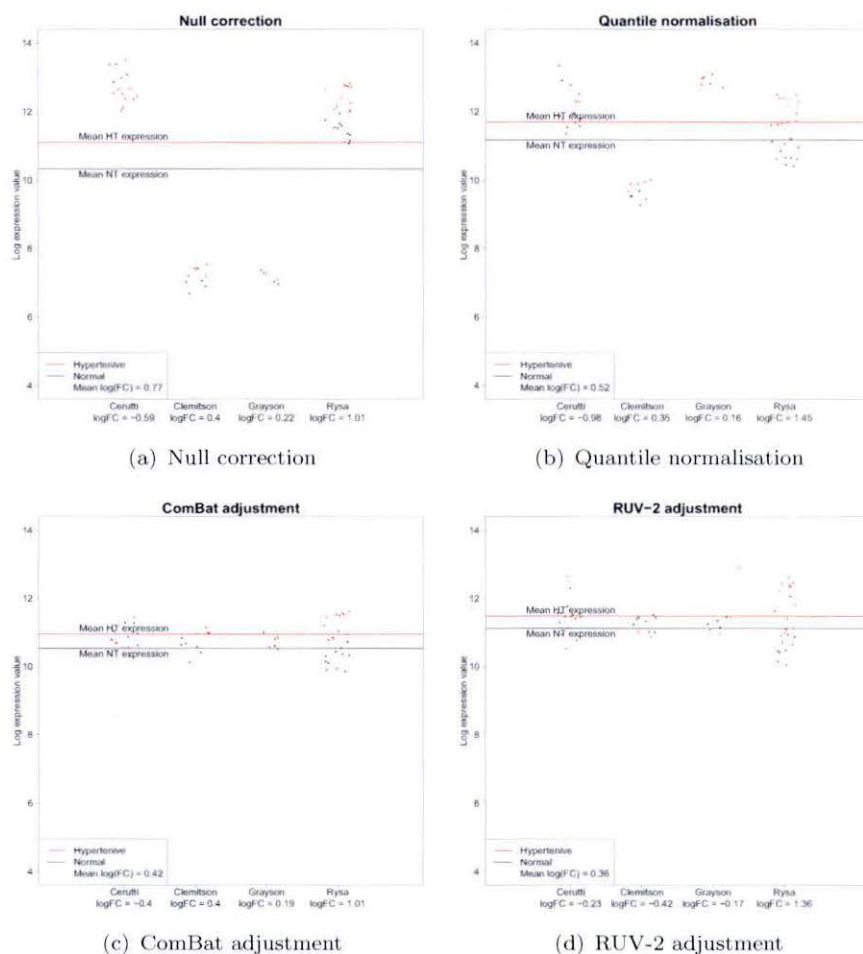 Null correction
14
12
10
8
6
4
Log expression value
Mean HT expression
Mean NT expression
Hypertenive
Normal
Mean log(FC) = 0.77
Cerutti
logFC = −0.59
Clemitson
logFC = 0.4
Grayson
logFC = 0.22
Rysa
logFC = 1.01
(a) Null correction
Quantile normalisation
14
12
10
8
6
4
Log expression value
Mean HT expression
Mean NT expression
Hypertenive
Normal
Mean log(FC) = 0.52
Cerutti
logFC = −0.98
Clemitson
logFC = 0.35
Grayson
logFC = 0.16
Rysa
logFC = 1.45
(b) Quantile normalisation
ComBat adjustment
14
12
10
8
6
4
Log expression value
Mean HT expression
Mean NT expression
Hypertenive
Normal
Mean log(FC) = 0.42
Cerutti
logFC = −0.4
Clemitson
logFC = 0.4
Grayson
logFC = 0.19
Rysa
logFC = 1.01
(c) ComBat adjustment
RUV−2 adjustment
14
12
10
8
6
4
Log expression value
Mean HT expression
Mean NT expression
Hypertenive
Normal
Mean log(FC) = 0.36
Cerutti
logFC = −0.23
Clemitson
logFC = −0.42
Grayson
logFC = −0.17
Rysa
logFC = 1.36
(d) RUV-2 adjustment